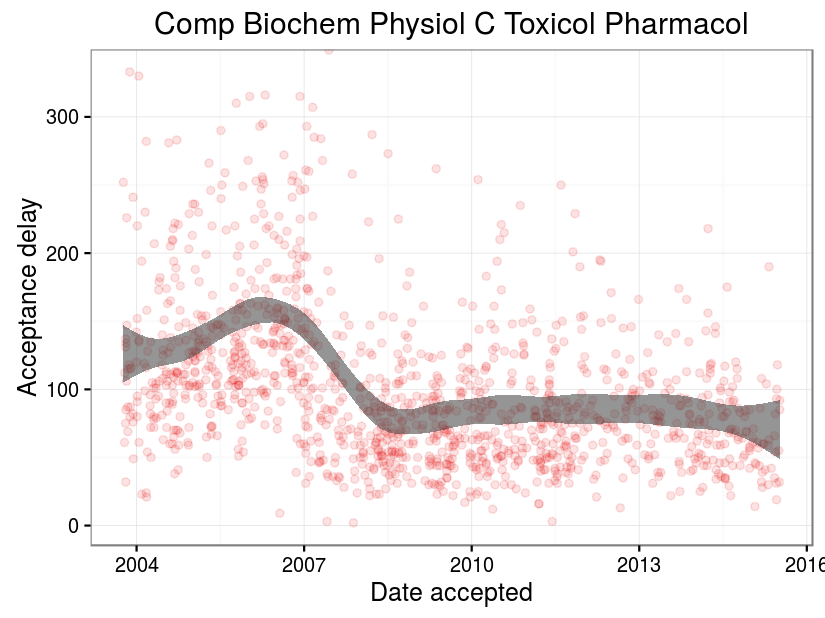 Comp Biochem Physiol C Toxicol Pharmacol
Acceptance delay
300
200
100
0
2004 2007 2010 2013 2016
Date accepted